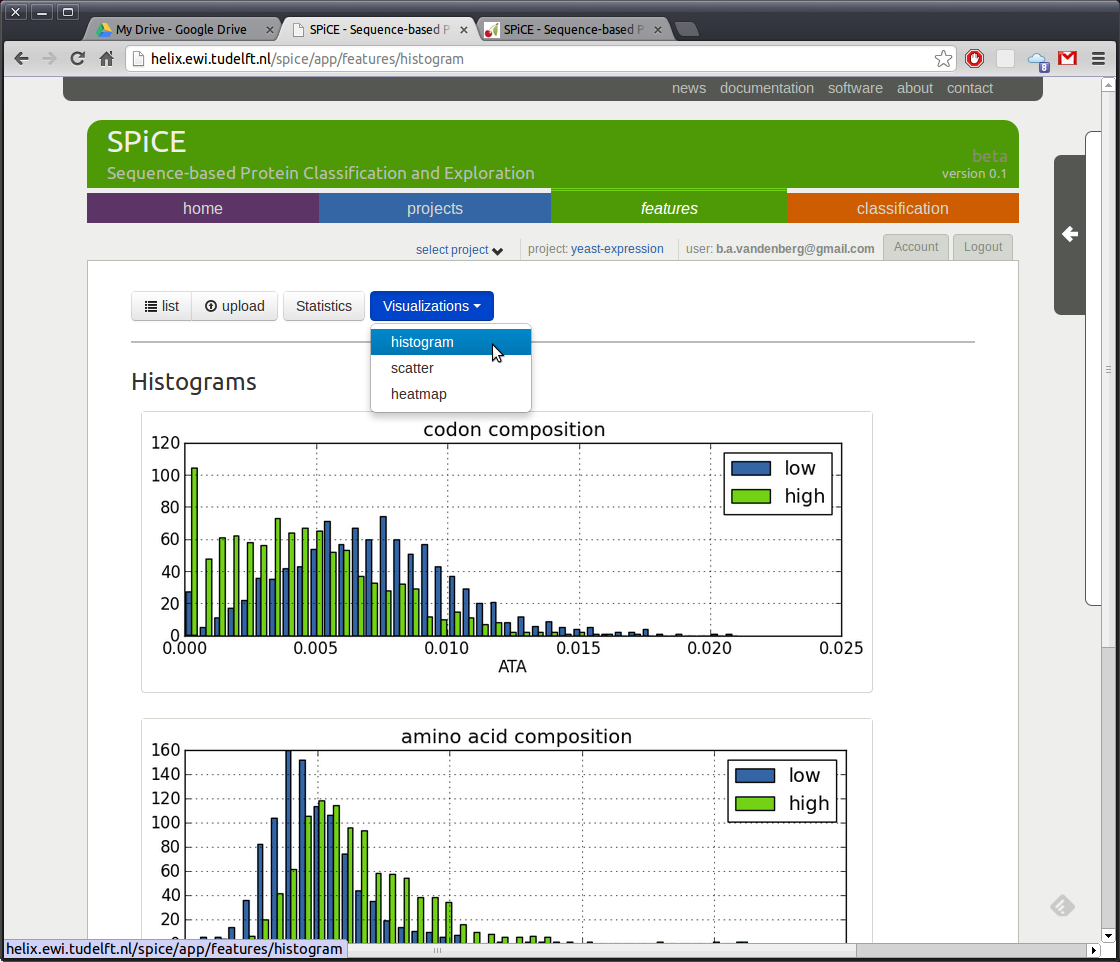 My Drive - Google Drive
SPiCE - Sequence-based P
SPiCE - Sequence-based P
helix.ewi.tudelft.nl/spice/app/features/histogram
8
news documentation software about contact
SPiCE
Sequence-based Protein Classification and Exploration
beta
version 0.1
home projects features classification
select project project: yeast-expression user: b.a.vandenberg@gmail.com Account Logout
list upload Statistics Visualizations
histogram
scatter
heatmap
Histograms
codon composition
120
100
80
60
40
20
0
low
high
0.000 0.005 0.010 0.015 0.020 0.025
ATA
amino acid composition
160
140
120
100
80
60
40
20
low
high
helix.ewi.tudelft.nl/spice/app/features/histogram